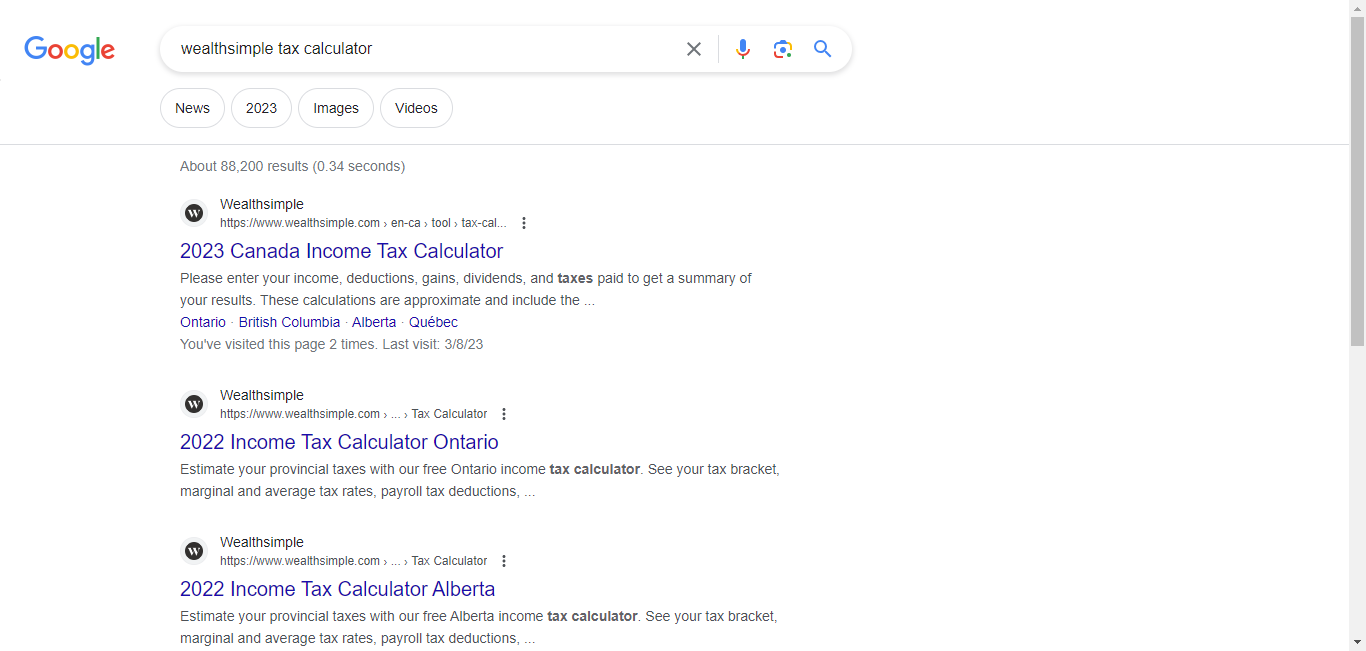 Google
wealthsimple tax calculator
News
2023
Images
Videos
About 88,200 results (0.34 seconds)
W
Wealthsimple
https://www.wealthsimple.com › en-ca › tool › tax-cal...
2023 Canada Income Tax Calculator
Please enter your income, deductions, gains, dividends, and taxes paid to get a summary of
your results. These calculations are approximate and include the ...
Ontario · British Columbia · Alberta · Québec
You've visited this page 2 times. Last visit: 3/8/23
W
Wealthsimple
https://www.wealthsimple.com › ... › Tax Calculator
2022 Income Tax Calculator Ontario
Estimate your provincial taxes with our free Ontario income tax calculator. See your tax bracket,
marginal and average tax rates, payroll tax deductions, ...
W
Wealthsimple
https://www.wealthsimple.com › ... › Tax Calculator
2022 Income Tax Calculator Alberta
Estimate your provincial taxes with our free Alberta income tax calculator. See your tax bracket,
marginal and average tax rates, payroll tax deductions, ...